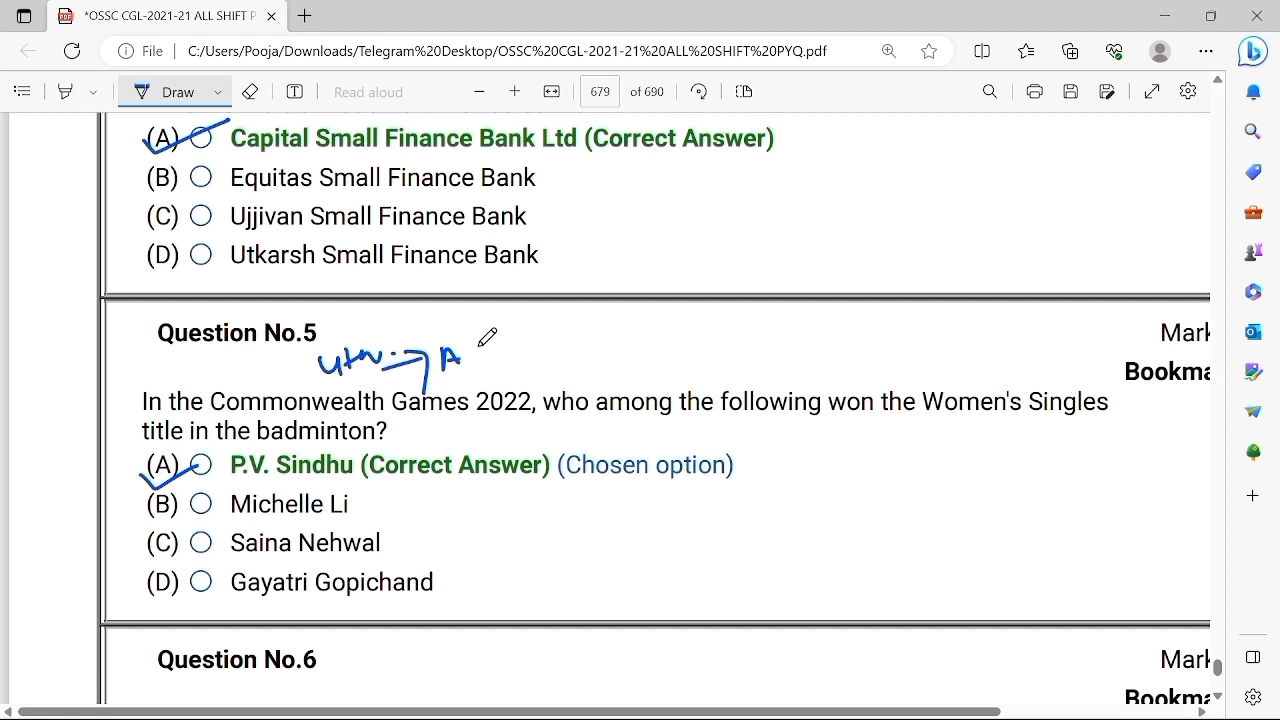 *OSSC CGL-2021-21 ALL SHIFT P
File | C:/Users/Pooja/Downloads/Telegram%20Desktop/OSSC%20CGL-2021-21%20ALL%20SHIFT%20PYQ.pdf
Draw
Read aloud
679 of 690
(A) Capital Small Finance Bank Ltd (Correct Answer)
(B) Equitas Small Finance Bank
(C) Ujjivan Small Finance Bank
(D) Utkarsh Small Finance Bank
Question No.5
Mark
A
Bookma
In the Commonwealth Games 2022, who among the following won the Women's Singles
title in the badminton?
(A) P.V. Sindhu (Correct Answer) (Chosen option)
(B) Michelle Li
(C) Saina Nehwal
(D) Gayatri Gopichand
Question No.6
Mark
Bookma